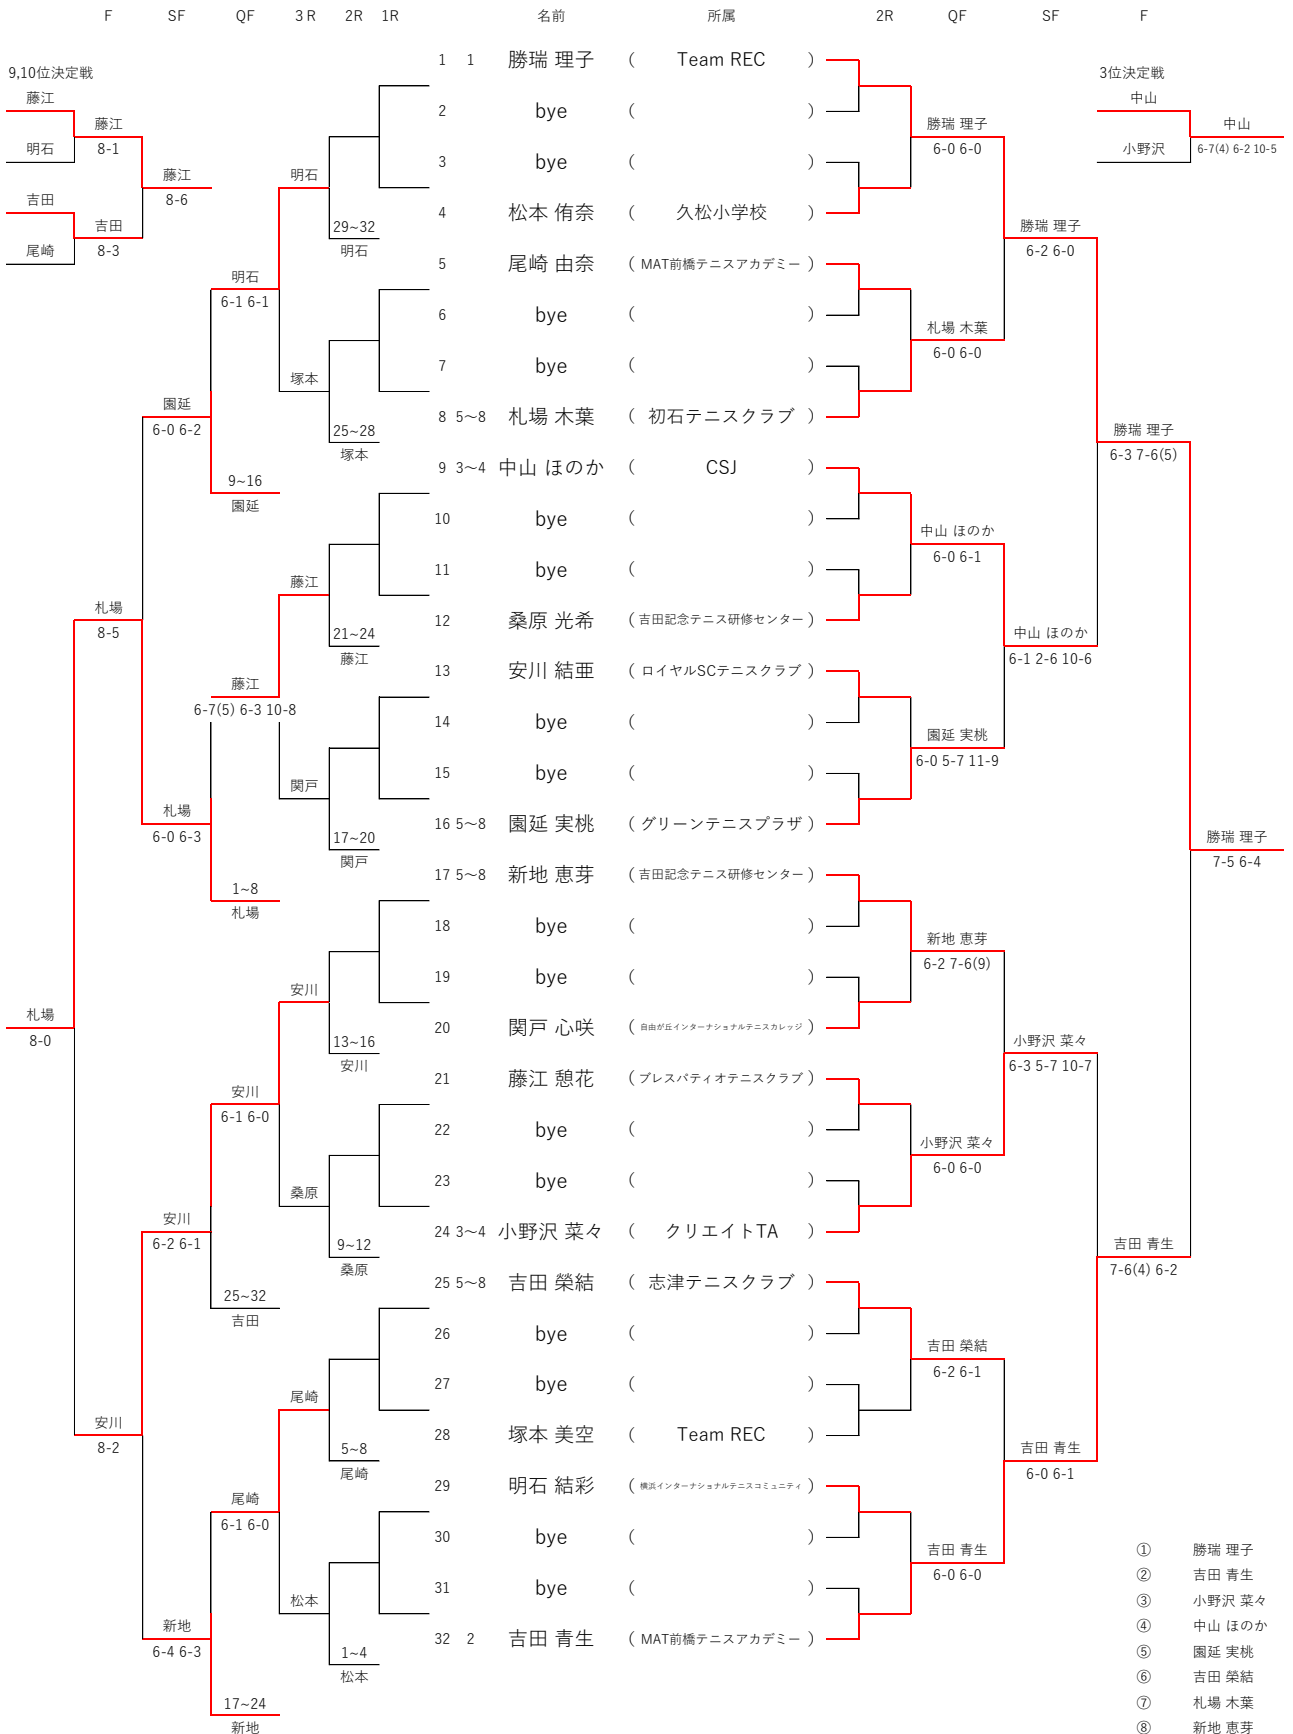 F SF QF 3 R 2R 1R 名前 所属 2R QF SF F
1 1 勝瑞 理子 ( Team REC )
9,10位決定戦 3位決定戦
藤江 中山
2 bye ( )
藤江 勝瑞 理子 中山
8-1 6-0 6-0 6-7(4) 6-2 10-5
明石 小野沢
3 bye ( )
藤江 明石
8-6
吉田
4 松本 侑奈 ( 久松小学校 )
吉田 29~32 勝瑞 理子
8-3 6-2 6-0
尾崎 明石
5 尾崎 由奈 ( MAT前橋テニスアカデミー )
明石
6-1 6-1
6 bye ( )
札場 木葉
6-0 6-0
7 bye ( )
塚本
園延
8 5～8 札場 木葉 ( 初石テニスクラブ )
6-0 6-2 25~28 勝瑞 理子
塚本 6-3 7-6(5)
9 3～4 中山 ほのか ( CSJ )
9~16
園延
10 bye ( )
中山 ほのか
6-0 6-1
11 bye ( )
藤江
札場
12 桑原 光希 ( 吉田記念テニス研修センター )
8-5 21~24 中山 ほのか
藤江 6-1 2-6 10-6
13 安川 結亜 ( ロイヤルSCテニスクラブ )
藤江
6-7(5) 6-3 10-8
14 bye ( )
園延 実桃
6-0 5-7 11-9
15 bye ( )
関戸
札場
16 5～8 園延 実桃 ( グリーンテニスプラザ )
6-0 6-3 17~20 勝瑞 理子
関戸 7-5 6-4
17 5～8 新地 恵芽 ( 吉田記念テニス研修センター )
1~8
札場
18 bye ( )
新地 恵芽
6-2 7-6(9)
19 bye ( )
安川
札場
20 関戸 心咲 ( 自由が丘インターナショナルテニスカレッジ )
8-0 13~16 小野沢 菜々
安川 6-3 5-7 10-7
21 藤江 憩花 ( ブレスパティオテニスクラブ )
安川
6-1 6-0
22 bye ( )
小野沢 菜々
6-0 6-0
23 bye ( )
桑原
安川
24 3～4 小野沢 菜々 ( クリエイトTA )
6-2 6-1 9~12 吉田 青生
桑原 7-6(4) 6-2
25 5～8 吉田 榮結 ( 志津テニスクラブ )
25~32
吉田
26 bye ( )
吉田 榮結
6-2 6-1
27 bye ( )
尾崎
安川
28 塚本 美空 ( Team REC )
8-2 5~8 吉田 青生
尾崎 6-0 6-1
29 明石 結彩 ( 横浜インターナショナルテニスコミュニティ )
尾崎
6-1 6-0
30 bye ( )
吉田 青生 ① 勝瑞 理子
6-0 6-0 ② 吉田 青生
31 bye ( )
松本 ③ 小野沢 菜々
新地 ④ 中山 ほのか
32 2 吉田 青生 ( MAT前橋テニスアカデミー )
6-4 6-3 1~4 ⑤ 園延 実桃
松本 ⑥ 吉田 榮結
17~24 ⑦ 札場 木葉
新地 ⑧ 新地 恵芽